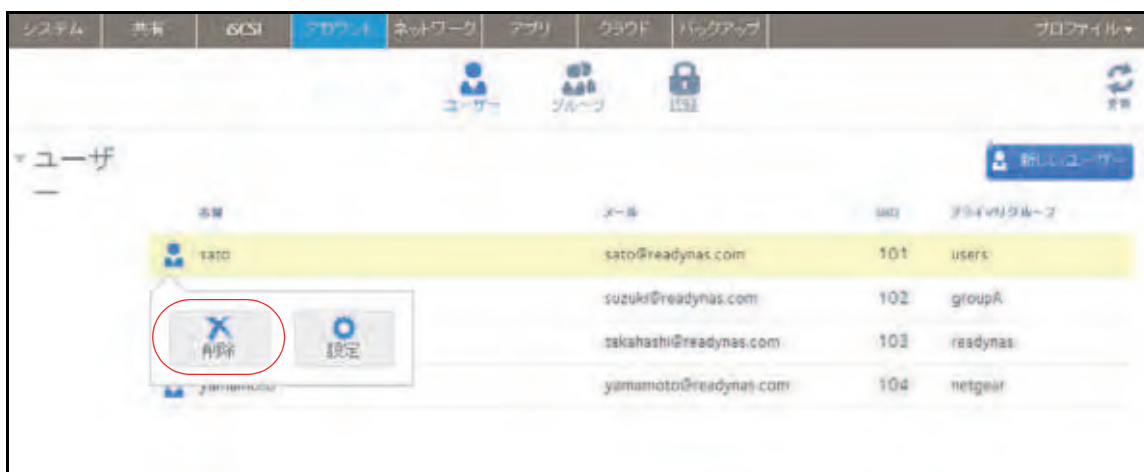 システム 共有 iSCSI アカウント ネットワーク アプリ クラウド バックアップ プロファイル
ユーザー グループ 認証 更新
ユーザ
ー
新しいユーザー
名前 メール UID プライマリグループ
sato sato@readynas.com 101 users
suzuki@readynas.com 102 groupA
takahashi@readynas.com 103 readynas
削除 設定
yamamoto yamamoto@readynas.com 104 netgear